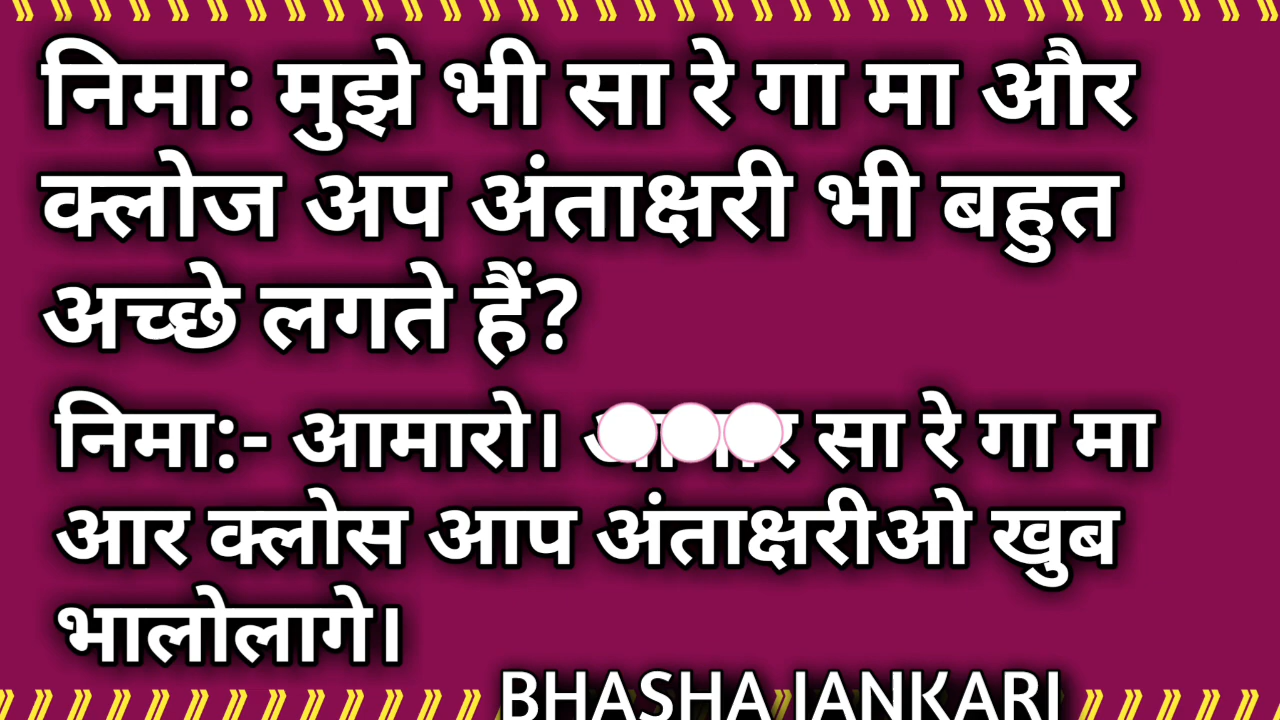 निमा: मुझे भी सा रे गा मा और
क्लोज अप अंताक्षरी भी बहुत
अच्छे लगते हैं?
निमा:- आमारो। सा रे गा मा
आर क्लोस आप अंताक्षरीओ खुब
भालोलागे।
BHASHA JANKARI